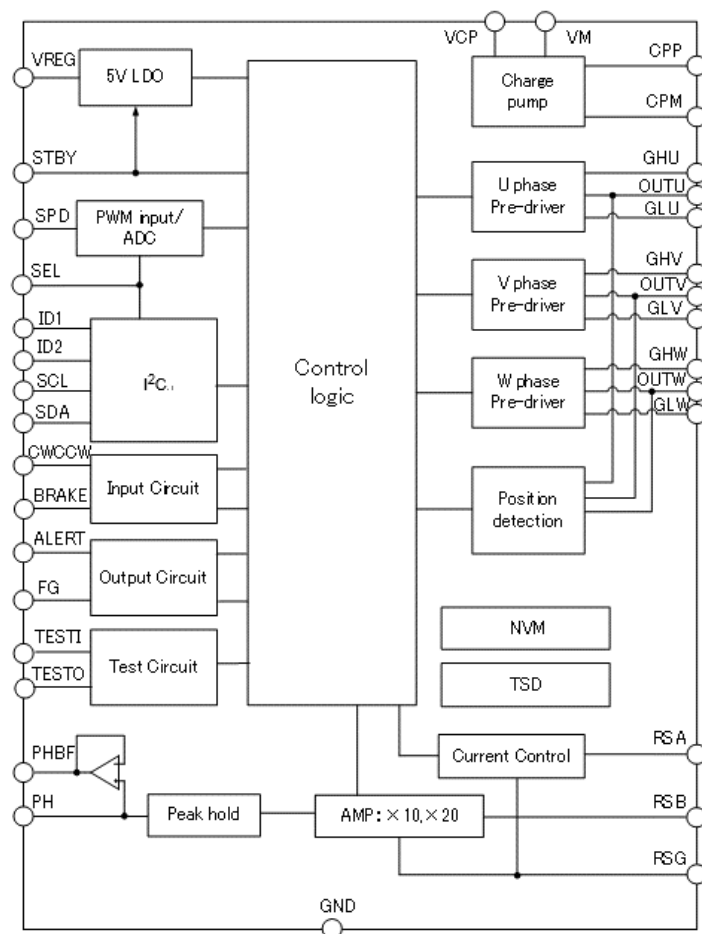 VCP
VM
VREG
5V LDO
Charge
pump
CPP
CPM
STBY
SPD
PWM input/
ADC
SEL
ID1
ID2
SCL
SDA
I²C
Control
logic
U phase
Pre-driver
GHU
OUTU
GLU
V phase
Pre-driver
GHV
OUTV
GLV
W phase
Pre-driver
GHW
OUTW
GLW
CWCCW
BRAKE
Input Circuit
Position
detection
ALERT
FG
Output Circuit
TESTI
TESTO
Test Circuit
NVM
TSD
PHBF
PH
Peak hold
AMP: ×10, ×20
Current Control
RSA
RSB
RSG
GND